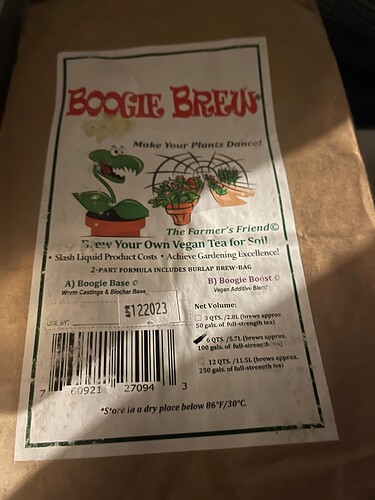 BOOGIE BREW®
Make Your Plants Dance!
The Farmer's Friend©
Brew Your Own Vegan Tea for Soil
• Slash Liquid Product Costs • Achieve Gardening Excellence!
2-PART FORMULA INCLUDES BURLAP BREW-BAG
A) Boogie Base © B) Boogie Boost ©
Worm Castings & Biochar Base Vegan Additive Blend
USE BY: 122023
Net Volume:
3 QTS. /2.8L (brews approx.
50 gals. of full-strength tea)
6 QTS. /5.7L (brews approx.
100 gals. of full-strength tea)
12 QTS. /11.5L (brews approx.
250 gals. of full-strength tea)
7 60921 27094 3
*Store in a dry place below 86°F/30°C.